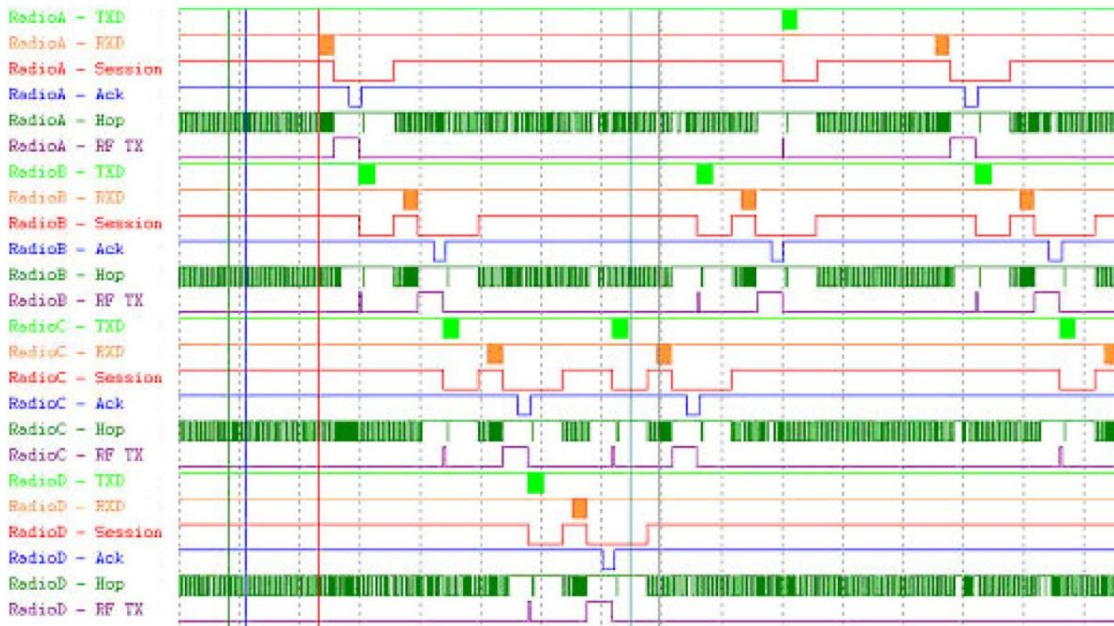 RadioA - TXD
RadioA - RXD
RadioA - Session
RadioA - Ack
RadioA - Hop
RadioA - RF TX
RadioB - TXD
RadioB - RXD
RadioB - Session
RadioB - Ack
RadioB - Hop
RadioB - RF TX
RadioC - TXD
RadioC - RXD
RadioC - Session
RadioC - Ack
RadioC - Hop
RadioC - RF TX
RadioD - TXD
RadioD - RXD
RadioD - Session
RadioD - Ack
RadioD - Hop
RadioD - RF TX